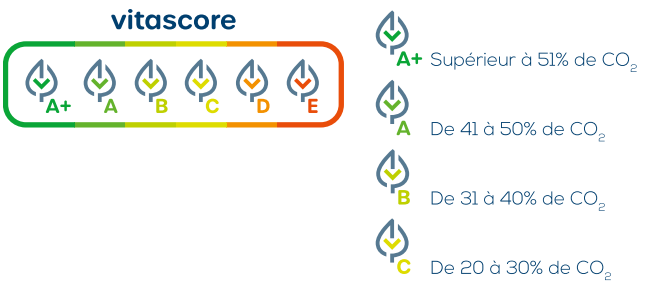 vitascore
A+ A B C D E
A+ Supérieur à 51% de CO₂
A De 41 à 50% de CO₂
B De 31 à 40% de CO₂
C De 20 à 30% de CO₂